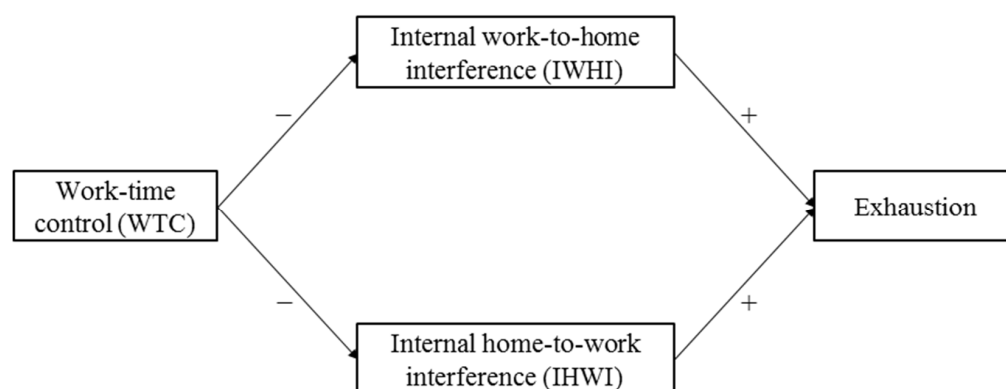 Internal work-to-home
interference (IWHI)
−
+
Work-time
control (WTC)
Exhaustion
−
+
Internal home-to-work
interference (IHWI)